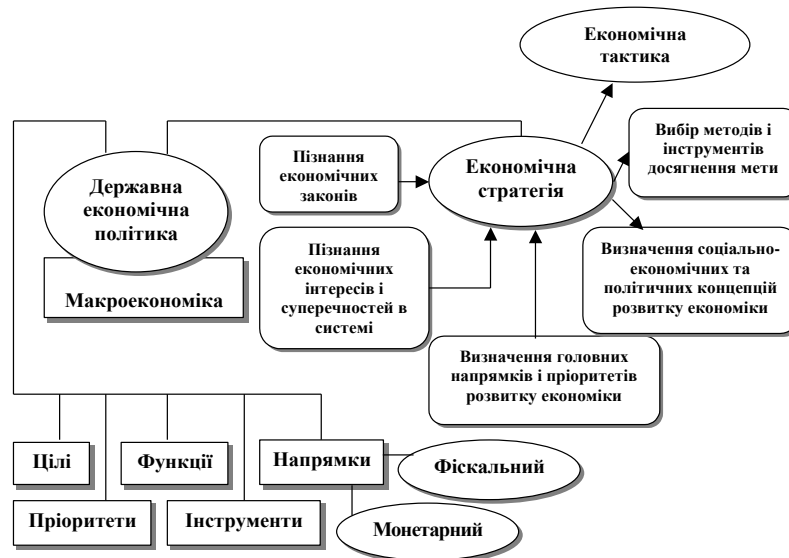 Економічна
тактика
Державна
економічна
політика
Макроекономіка
Пізнання
економічних
законів
Економічна
стратегія
Вибір методів і
інструментів
досягнення мети
Пізнання
економічних
інтересів і
суперечностей в
системі
Визначення соціально-
економічних та
політичних концепцій
розвитку економіки
Визначення головних
напрямків і пріоритетів
розвитку економіки
Цілі
Функції
Напрямки
Фіскальний
Пріоритети
Інструменти
Монетарний